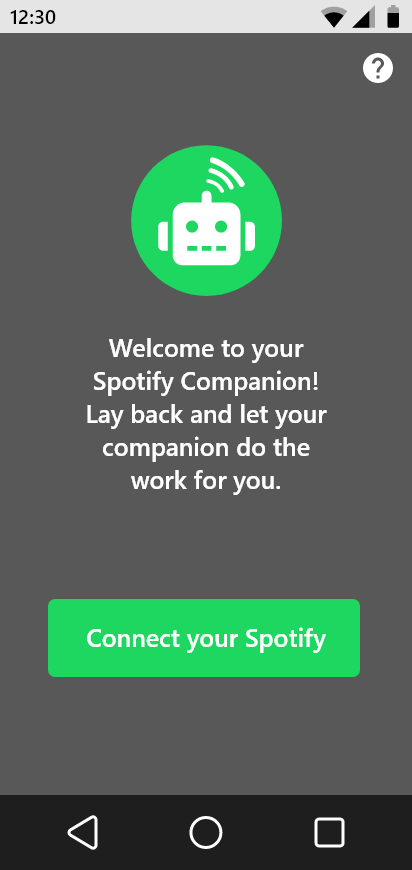 12:30
?
Welcome to your
Spotify Companion!
Lay back and let your
companion do the
work for you.
Connect your Spotify